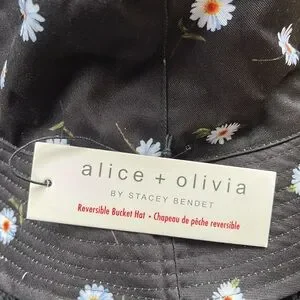 alice + olivia
BY STACEY BENDET
Reversible Bucket Hat • Chapeau de pêche reversible